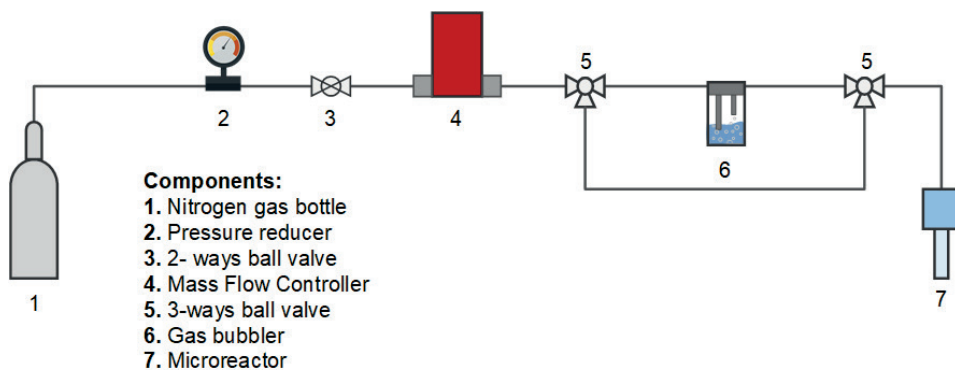 5
5
2
3
4
6
1
7
Components:
1. Nitrogen gas bottle
2. Pressure reducer
3. 2- ways ball valve
4. Mass Flow Controller
5. 3-ways ball valve
6. Gas bubbler
7. Microreactor